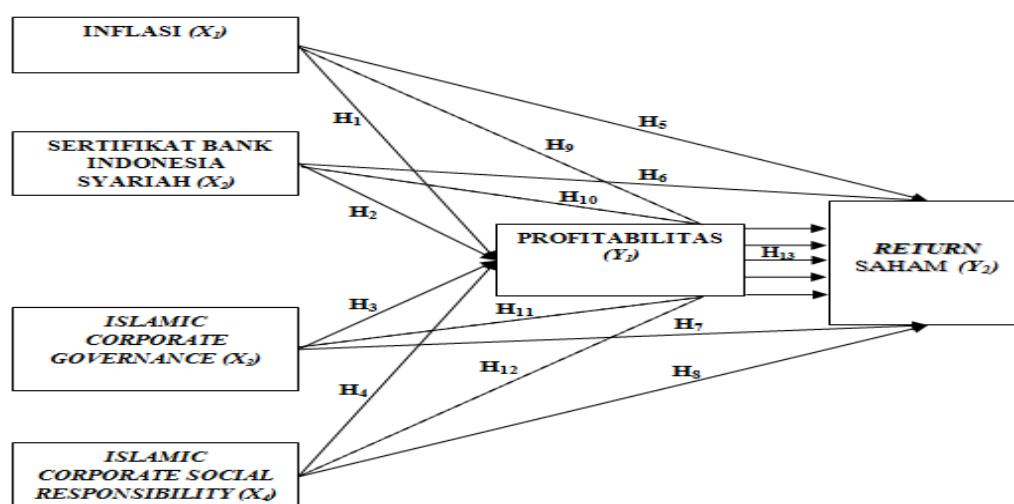 INFLASI (X₁)
SERTIFIKAT BANK
INDONESIA
SYARIAH (X₂)
ISLAMIC
CORPORATE
GOVERNANCE (X₃)
ISLAMIC
CORPORATE SOCIAL
RESPONSIBILITY (X₄)
H₁
H₂
H₃
H₄
H₅
H₉
H₆
H₁₀
H₁₁
H₇
H₁₂
H₈
PROFITABILITAS
(Y₁)
H₁₃
RETURN
SAHAM (Y₂)